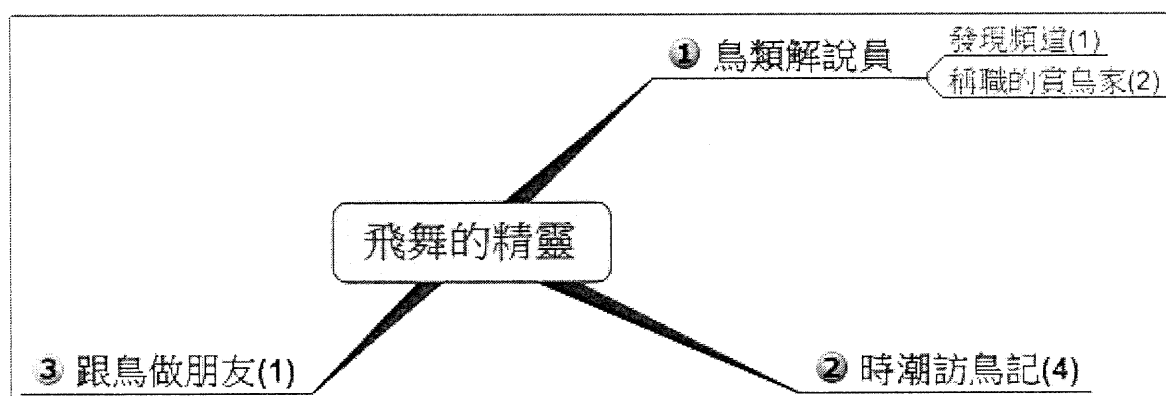 ① 鳥類解說員
發現頻道(1)
稱職的賞鳥家(2)
飛舞的精靈
② 時潮訪鳥記(4)
③ 跟鳥做朋友(1)